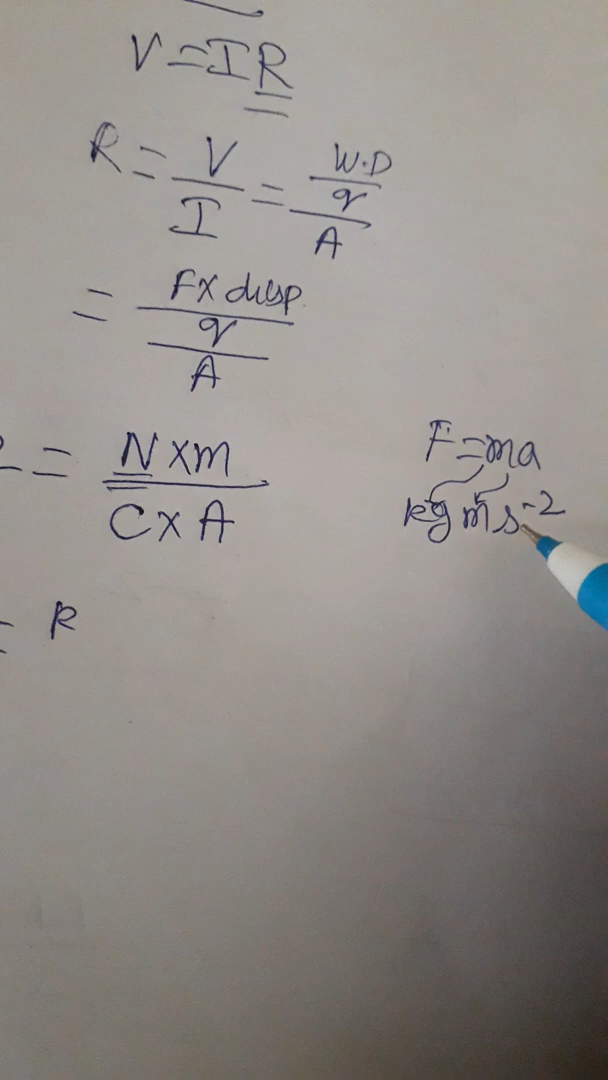 V = IR
R = V/I = (W.D/q)/A
= (F x disp/q)/A
= N x m / C x A
F = ma
kg m s⁻²
= k